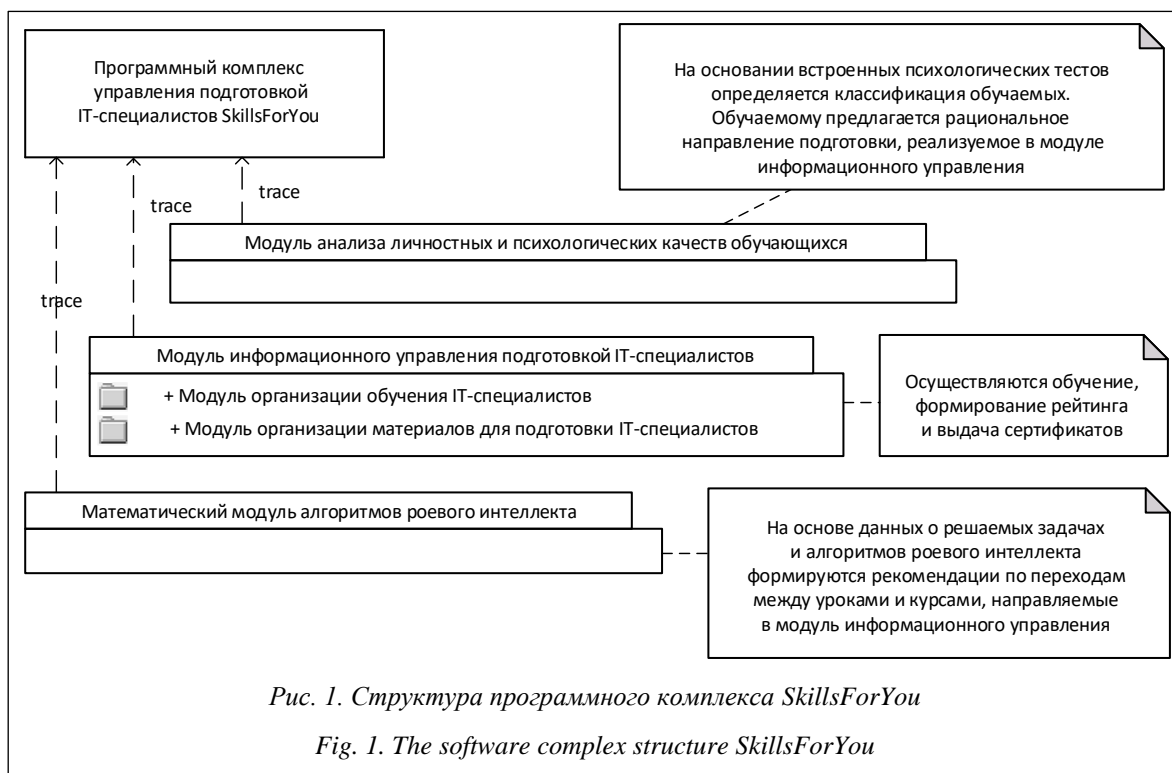 Программный комплекс
управления подготовкой
IT-специалистов SkillsForYou
На основании встроенных психологических тестов
определяется классификация обучаемых.
Обучаемому предлагается рациональное
направление подготовки, реализуемое в модуле
информационного управления
trace
trace
trace
Модуль анализа личностных и психологических качеств обучающихся
Модуль информационного управления подготовкой IT-специалистов
+ Модуль организации обучения IT-специалистов
+ Модуль организации материалов для подготовки IT-специалистов
Осуществляются обучение,
формирование рейтинга
и выдача сертификатов
Математический модуль алгоритмов роевого интеллекта
На основе данных о решаемых задачах
и алгоритмов роевого интеллекта
формируются рекомендации по переходам
между уроками и курсами, направляемые
в модуль информационного управления
Рис. 1. Структура программного комплекса SkillsForYou
Fig. 1. The software complex structure SkillsForYou